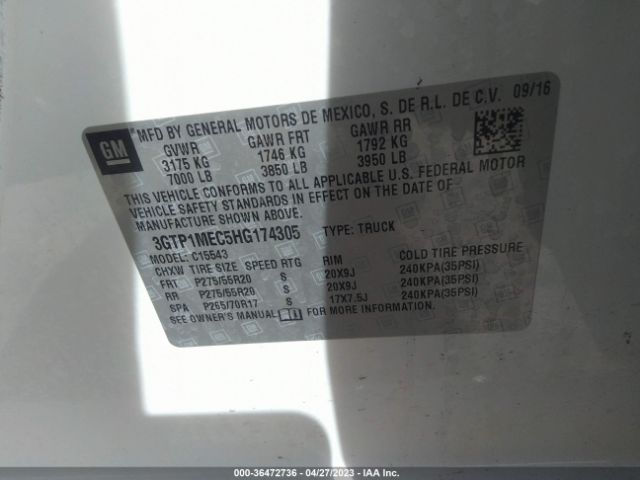 GM
MFD BY GENERAL MOTORS DE MEXICO, S. DE R.L. DE C.V. 09/16
GVWR GAWR FRT GAWR RR
3175 KG 1746 KG 1792 KG
7000 LB 3850 LB 3950 LB
THIS VEHICLE CONFORMS TO ALL APPLICABLE U.S. FEDERAL MOTOR
VEHICLE SAFETY STANDARDS IN EFFECT ON THE DATE OF
MANUFACTURE SHOWN ABOVE.
3GTP1MEC5HG174305 TYPE: TRUCK
MODEL: C15543
CHXW TIRE SIZE SPEED RTG RIM COLD TIRE PRESSURE
FRT P275/55R20 S 20X9J 240KPA(35PSI)
RR P275/55R20 S 20X9J 240KPA(35PSI)
SPA P265/70R17 S 17X7.5J 240KPA(35PSI)
SEE OWNER'S MANUAL
000-36472736 - 04/27/2023 - IAA Inc.